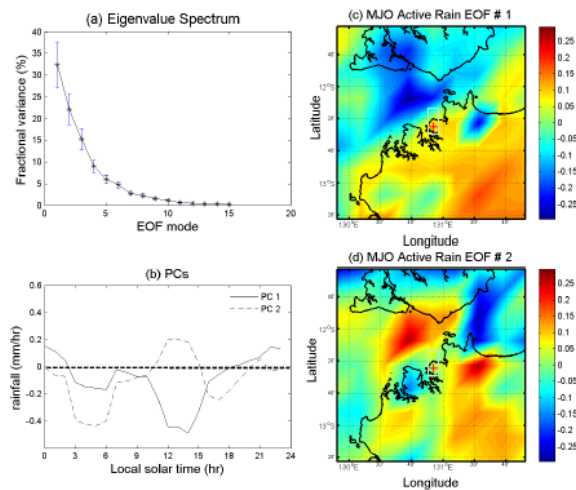 (a) Eigenvalue Spectrum
Fractional variance (%)
40
35
30
25
20
15
10
5
0
0
5
10
15
20
EOF mode
(b) PCs
rainfall (mm/hr)
0.6
0.4
0.2
0
-0.2
-0.4
PC 1
PC 2
0
3
6
9
12
15
18
21
24
Local solar time (hr)
(c) MJO Active Rain EOF # 1
Latitude
12°S
13°S
130°E
131°E
Longitude
0.25
0.2
0.15
0.1
0.05
0
-0.05
-0.1
-0.15
-0.2
-0.25
(d) MJO Active Rain EOF # 2
Latitude
12°S
13°S
130°E
131°E
Longitude
0.25
0.2
0.15
0.1
0.05
0
-0.05
-0.1
-0.15
-0.2
-0.25